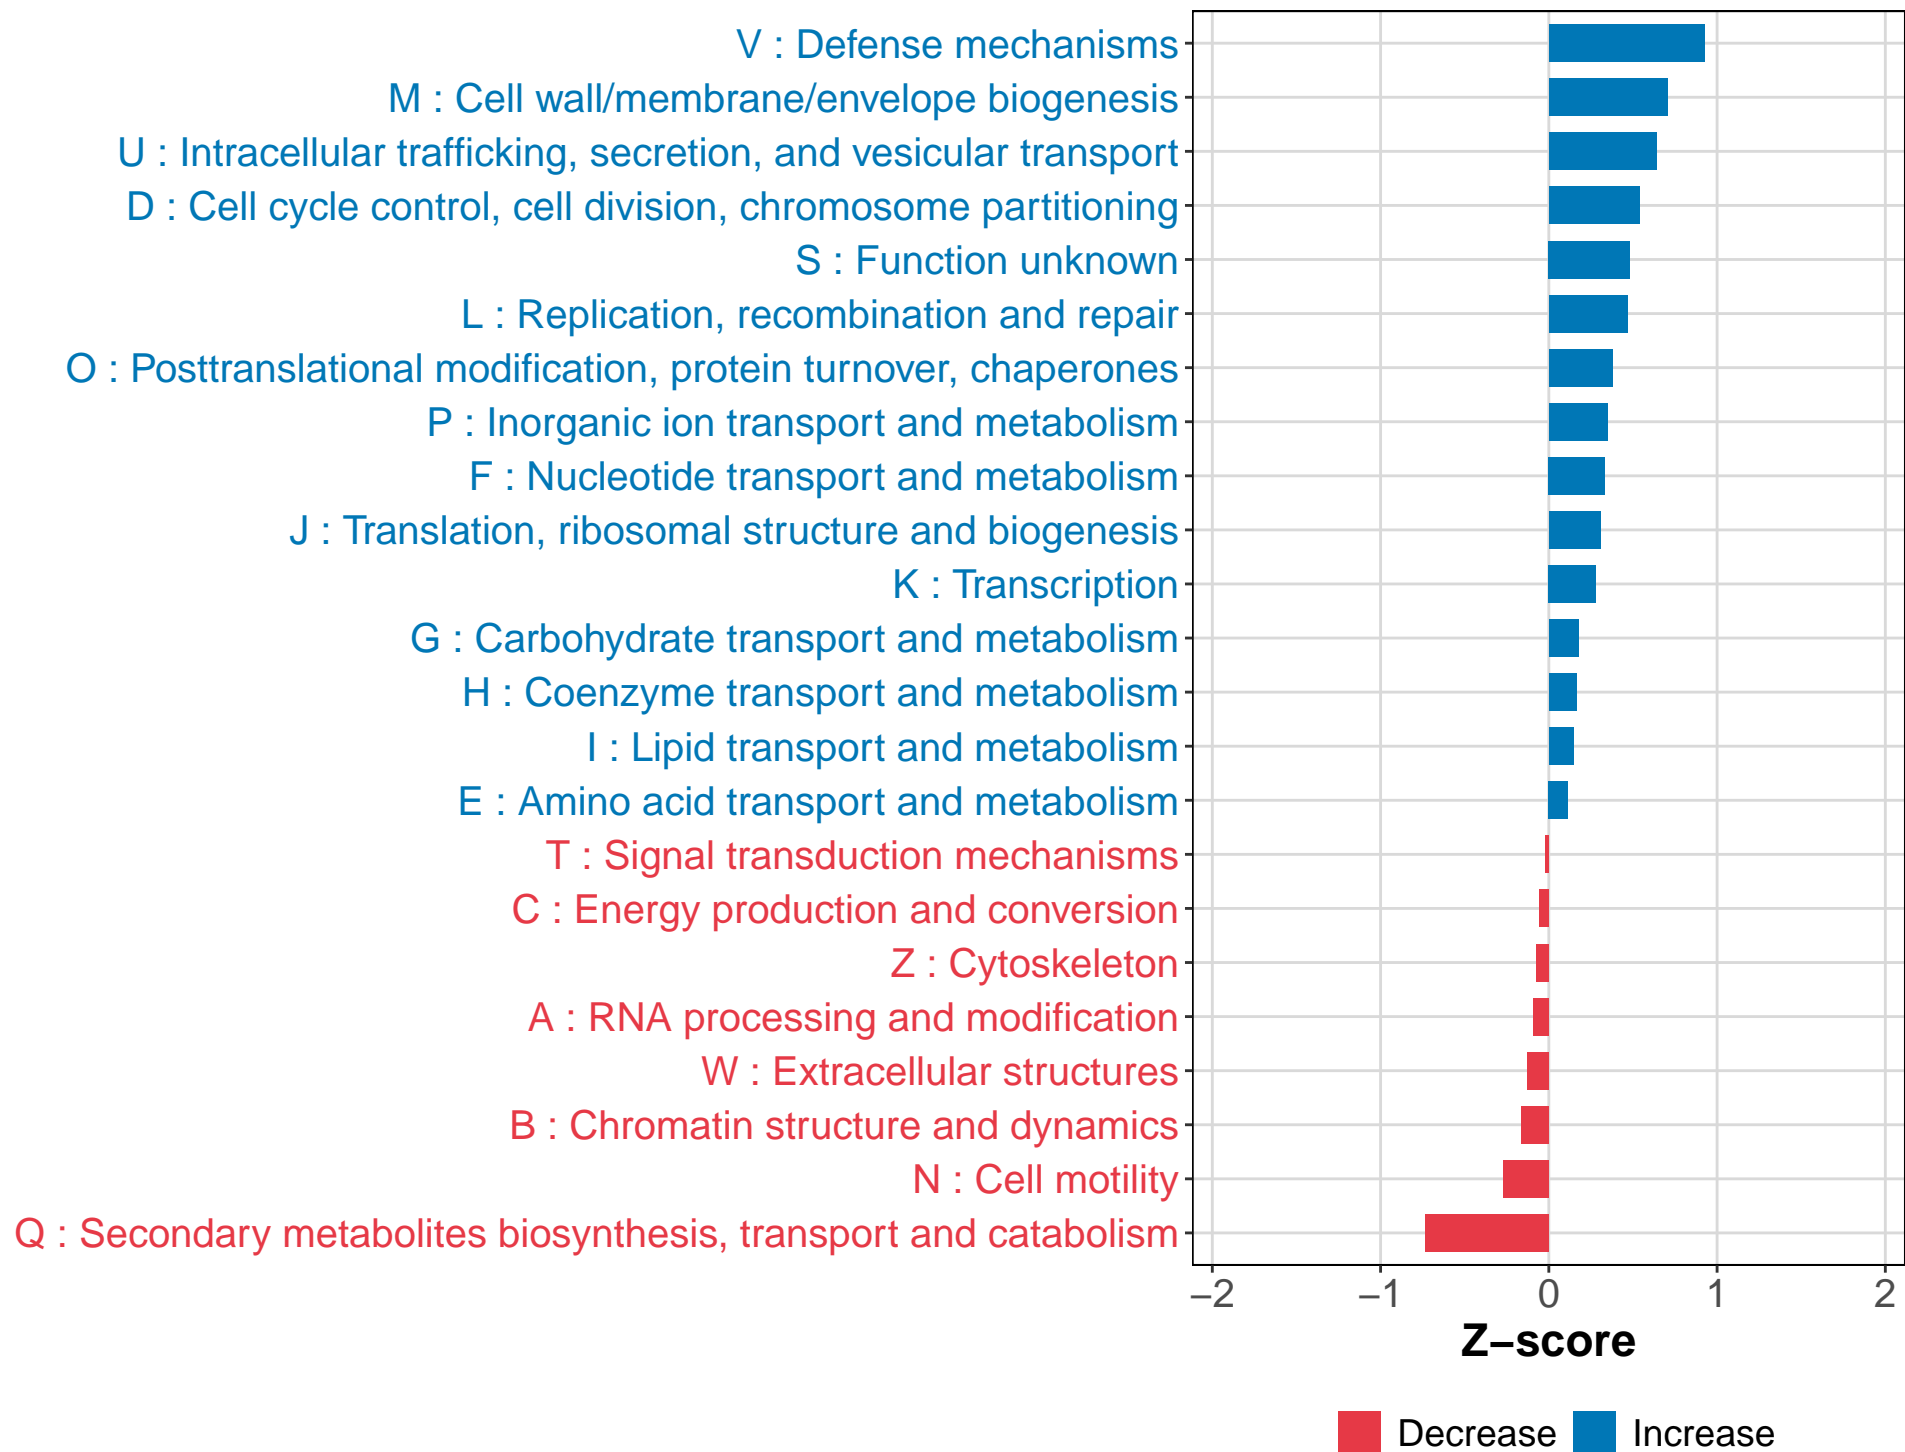 V : Defense mechanisms
M : Cell wall/membrane/envelope biogenesis
U : Intracellular trafficking, secretion, and vesicular transport
D : Cell cycle control, cell division, chromosome partitioning
S : Function unknown
L : Replication, recombination and repair
O : Posttranslational modification, protein turnover, chaperones
P : Inorganic ion transport and metabolism
F : Nucleotide transport and metabolism
J : Translation, ribosomal structure and biogenesis
K : Transcription
G : Carbohydrate transport and metabolism
H : Coenzyme transport and metabolism
I : Lipid transport and metabolism
E : Amino acid transport and metabolism
T : Signal transduction mechanisms
C : Energy production and conversion
Z : Cytoskeleton
A : RNA processing and modification
W : Extracellular structures
B : Chromatin structure and dynamics
N : Cell motility
Q : Secondary metabolites biosynthesis, transport and catabolism
−2 −1 0 1 2
Z−score
Decrease Increase